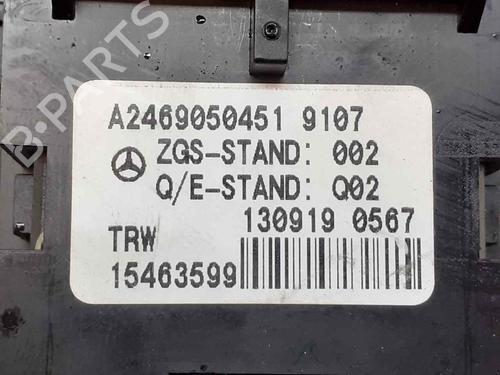 B-PARTS
A2469050451 9107
ZGS-STAND: 002
Q/E-STAND: Q02
130919 0567
TRW
15463599